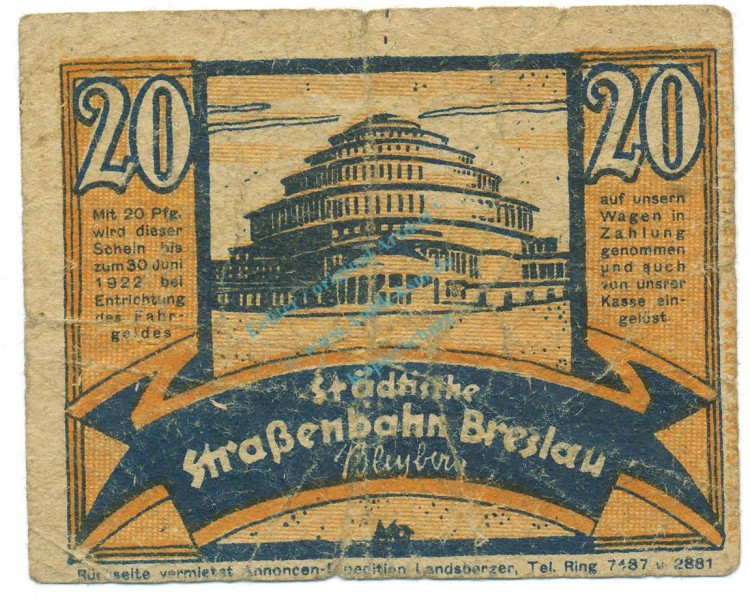 20
20
Mit 20 Pfg.
wird dieser
Schein bis
zum 30 Juni
1922 bei
Entrichtung
des Fahr-
geldes
auf unsern
Wagen in
Zahlung
genommen
und auch
von unsrer
Kasse ein-
gelöst.
Städtische
Straßenbahn Breslau
Rückseite vermietet Annoncen-Expedition Landsberger, Tel. Ring 7487 u 2881